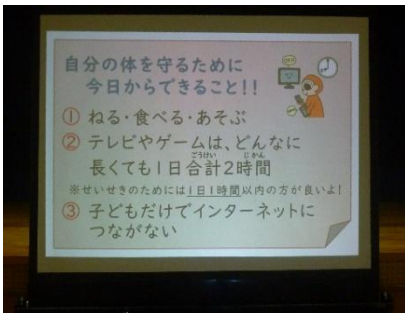 自分の体を守るために
今日からできること!!
① ねる・食べる・あそぶ
② テレビやゲームは、どんなに
長くても1日合計2時間
※せいせきのためには1日1時間以内の方が良いよ!
③ 子どもだけでインターネットに
つながない